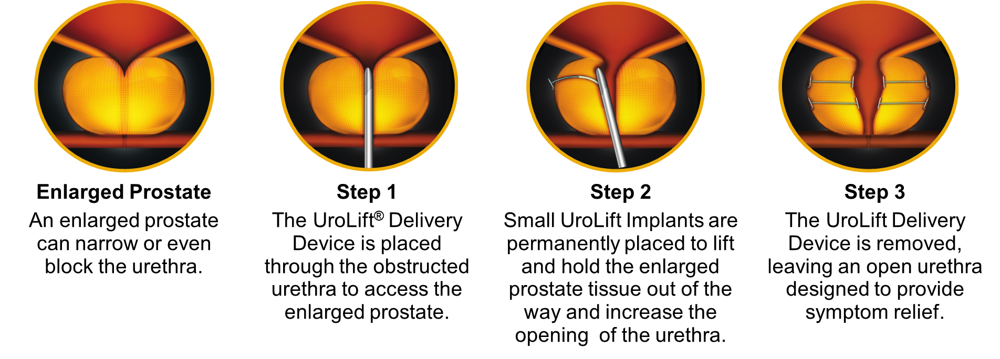 Enlarged Prostate
An enlarged prostate
can narrow or even
block the urethra.
Step 1
The UroLift® Delivery
Device is placed
through the obstructed
urethra to access the
enlarged prostate.
Step 2
Small UroLift Implants are
permanently placed to lift
and hold the enlarged
prostate tissue out of the
way and increase the
opening  of the urethra.
Step 3
The UroLift Delivery
Device is removed,
leaving an open urethra
designed to provide
symptom relief.